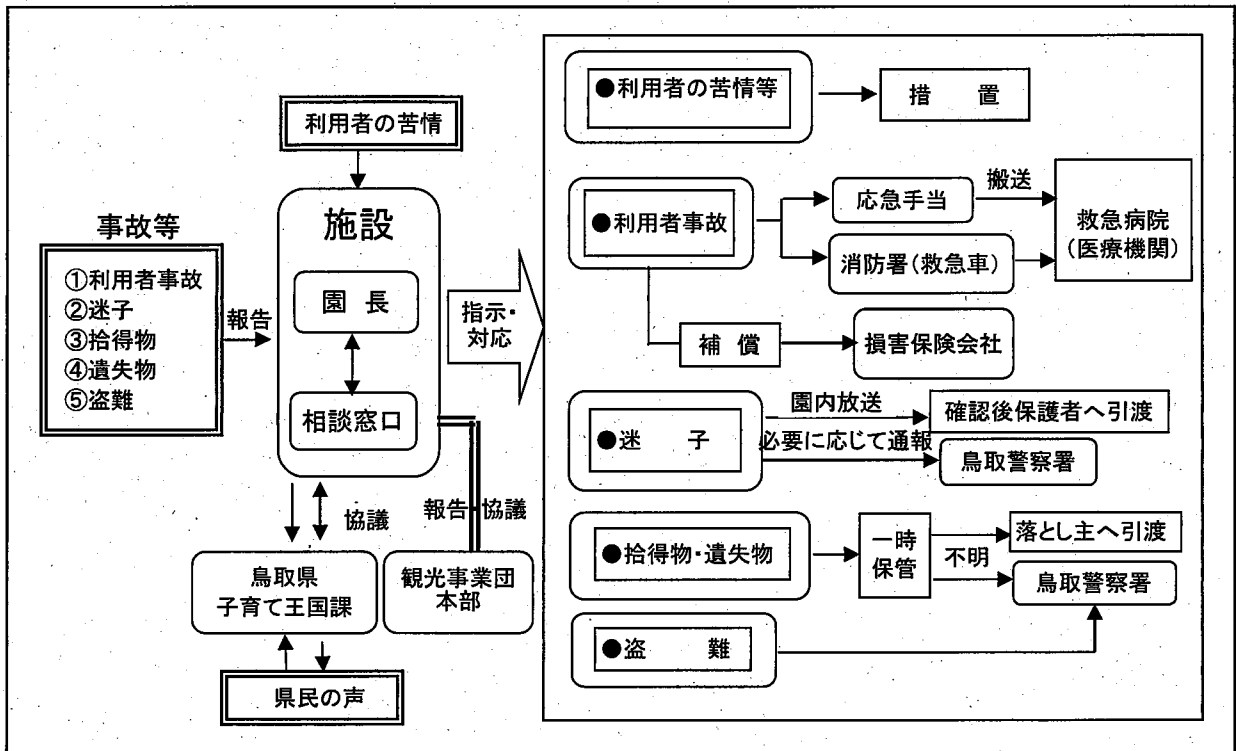 利用者の苦情
事故等
①利用者事故
②迷子
③拾得物
④遺失物
⑤盗難
報告
施設
園 長
相談窓口
協議
報告・協議
鳥取県
子育て王国課
観光事業団
本部
県民の声
指示・
対応
●利用者の苦情等
措 置
●利用者事故
応急手当
搬送
消防署(救急車)
救急病院
(医療機関)
補 償
損害保険会社
●迷 子
園内放送
確認後保護者へ引渡
必要に応じて通報
鳥取警察署
●拾得物・遺失物
一時
保管
落とし主へ引渡
不明
鳥取警察署
●盗 難